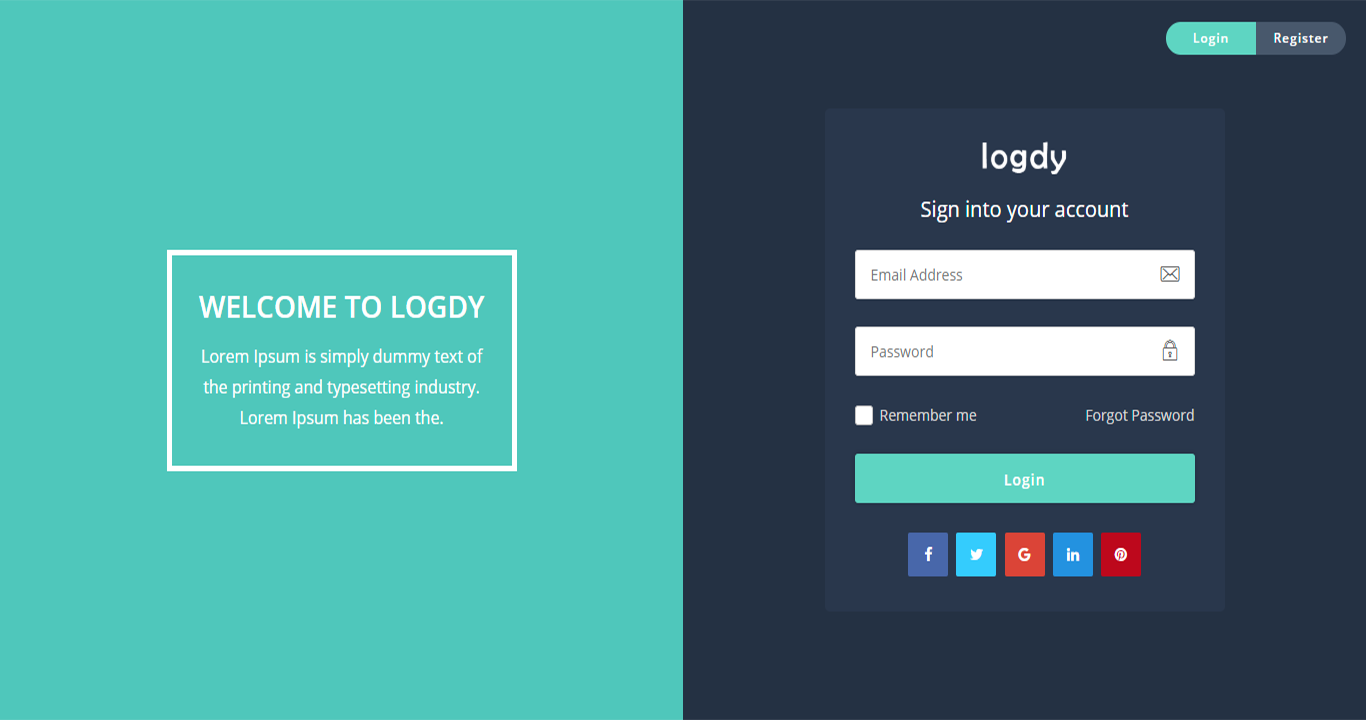 Login
Register
WELCOME TO LOGDY
Lorem Ipsum is simply dummy text of
the printing and typesetting industry.
Lorem Ipsum has been the.
logdy
Sign into your account
Email Address
Password
Remember me
Forgot Password
Login